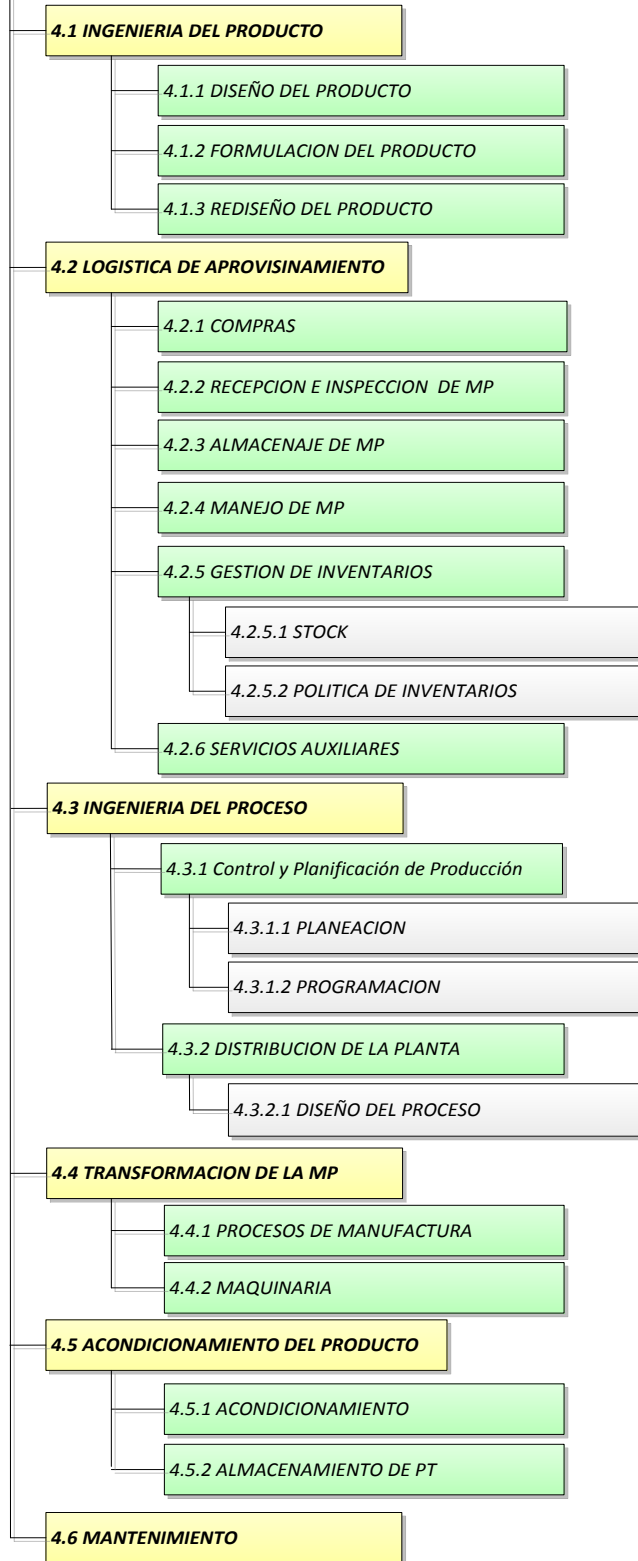 4.1 INGENIERIA DEL PRODUCTO
4.1.1 DISEÑO DEL PRODUCTO
4.1.2 FORMULACION DEL PRODUCTO
4.1.3 REDISEÑO DEL PRODUCTO
4.2 LOGISTICA DE APROVISINAMIENTO
4.2.1 COMPRAS
4.2.2 RECEPCION E INSPECCION DE MP
4.2.3 ALMACENAJE DE MP
4.2.4 MANEJO DE MP
4.2.5 GESTION DE INVENTARIOS
4.2.5.1 STOCK
4.2.5.2 POLITICA DE INVENTARIOS
4.2.6 SERVICIOS AUXILIARES
4.3 INGENIERIA DEL PROCESO
4.3.1 Control y Planificación de Producción
4.3.1.1 PLANEACION
4.3.1.2 PROGRAMACION
4.3.2 DISTRIBUCION DE LA PLANTA
4.3.2.1 DISEÑO DEL PROCESO
4.4 TRANSFORMACION DE LA MP
4.4.1 PROCESOS DE MANUFACTURA
4.4.2 MAQUINARIA
4.5 ACONDICIONAMIENTO DEL PRODUCTO
4.5.1 ACONDICIONAMIENTO
4.5.2 ALMACENAMIENTO DE PT
4.6 MANTENIMIENTO